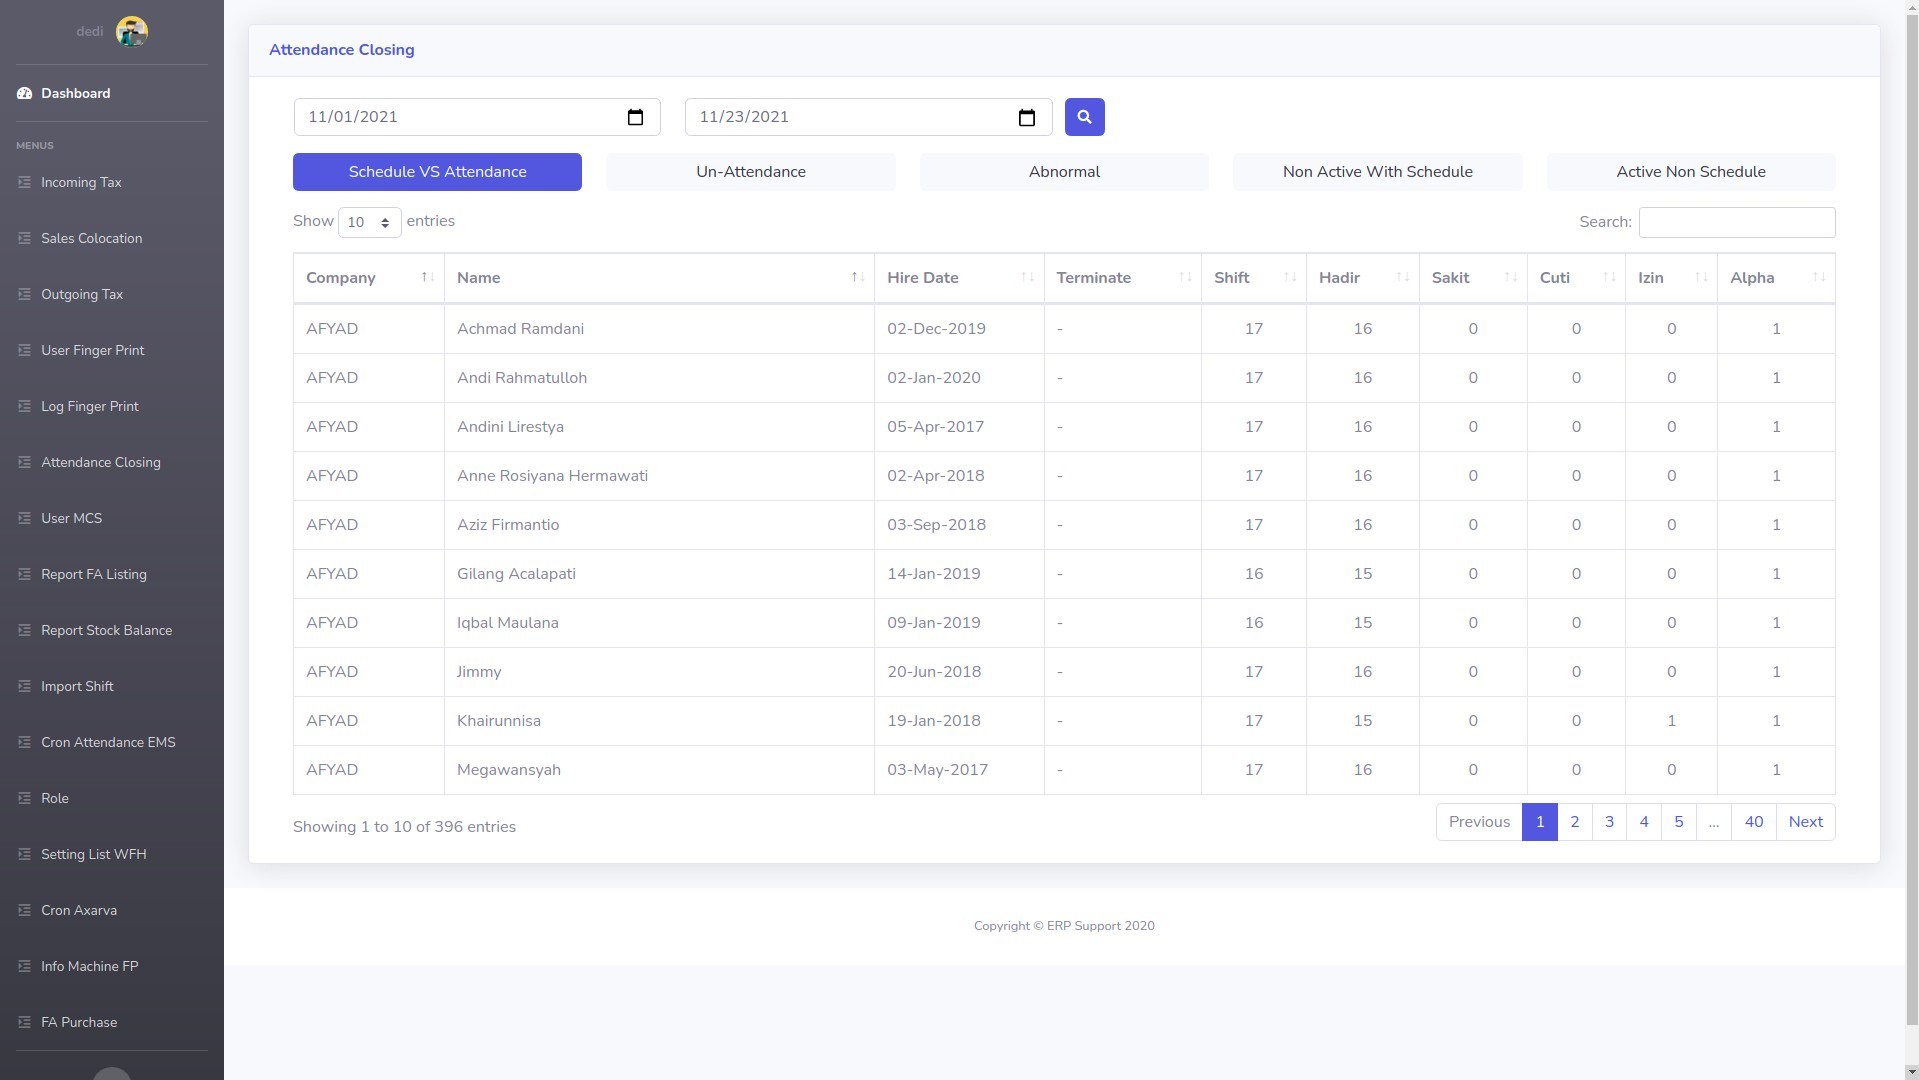 dedi
Dashboard
MENUS
Incoming Tax
Sales Colocation
Outgoing Tax
User Finger Print
Log Finger Print
Attendance Closing
User MCS
Report FA Listing
Report Stock Balance
Import Shift
Cron Attendance EMS
Role
Setting List WFH
Cron Axarva
Info Machine FP
FA Purchase
Attendance Closing
11/01/2021 11/23/2021
Schedule VS Attendance Un-Attendance Abnormal Non Active With Schedule Active Non Schedule
Show 10 entries Search:
Company Name Hire Date Terminate Shift Hadir Sakit Cuti Izin Alpha
AFYAD Achmad Ramdani 02-Dec-2019 - 17 16 0 0 0 1
AFYAD Andi Rahmatulloh 02-Jan-2020 - 17 16 0 0 0 1
AFYAD Andini Lirestya 05-Apr-2017 - 17 16 0 0 0 1
AFYAD Anne Rosiyana Hermawati 02-Apr-2018 - 17 16 0 0 0 1
AFYAD Aziz Firmantio 03-Sep-2018 - 17 16 0 0 0 1
AFYAD Gilang Acalapati 14-Jan-2019 - 16 15 0 0 0 1
AFYAD Iqbal Maulana 09-Jan-2019 - 16 15 0 0 0 1
AFYAD Jimmy 20-Jun-2018 - 17 16 0 0 0 1
AFYAD Khairunnisa 19-Jan-2018 - 17 15 0 0 1 1
AFYAD Megawansyah 03-May-2017 - 17 16 0 0 0 1
Showing 1 to 10 of 396 entries Previous 1 2 3 4 5 ... 40 Next
Copyright © ERP Support 2020